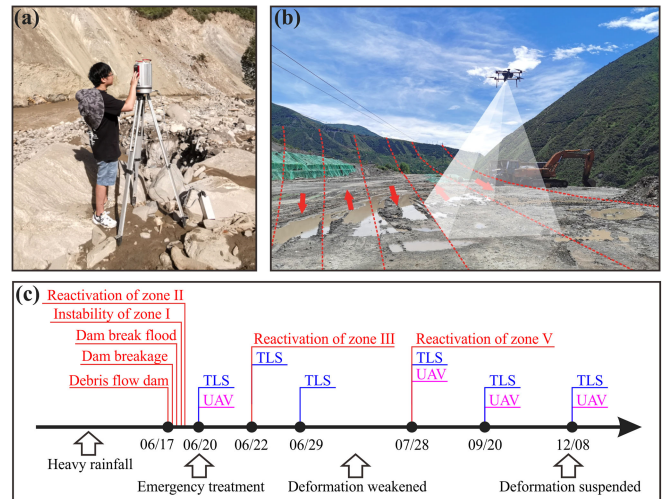 (a)
(b)
(c)
Reactivation of zone II
Instability of zone I
Dam break flood
Reactivation of zone III
Reactivation of zone V
Dam breakage
TLS
TLS
Debris flow dam
TLS
UAV
TLS
UAV
TLS
UAV
TLS
UAV
06/17
06/20
06/22
06/29
07/28
09/20
12/08
Heavy rainfall
Emergency treatment
Deformation weakened
Deformation suspended